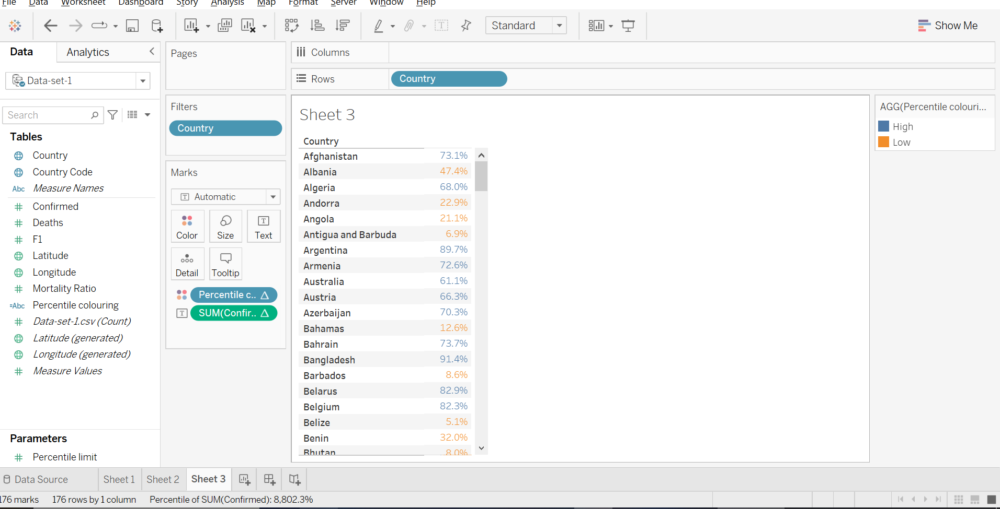 File Data Worksheet Dashboard Story Analysis Map Format Server Window Help
Standard
Show Me
Data
Analytics
Data-set-1
Search
Tables
Country
Country Code
Abc Measure Names
Confirmed
Deaths
F1
Latitude
Longitude
Mortality Ratio
=Abc Percentile colouring
Data-set-1.csv (Count)
Latitude (generated)
Longitude (generated)
Measure Values
Parameters
Percentile limit
Pages
Filters
Country
Marks
Automatic
Color
Size
Text
Detail
Tooltip
Percentile c..
SUM(Confir..
Columns
Rows
Country
Sheet 3
Country
Afghanistan 73.1%
Albania 47.4%
Algeria 68.0%
Andorra 22.9%
Angola 21.1%
Antigua and Barbuda 6.9%
Argentina 89.7%
Armenia 72.6%
Australia 61.1%
Austria 66.3%
Azerbaijan 70.3%
Bahamas 12.6%
Bahrain 73.7%
Bangladesh 91.4%
Barbados 8.6%
Belarus 82.9%
Belgium 82.3%
Belize 5.1%
Benin 32.0%
Bhutan 8.0%
AGG(Percentile colouri...
High
Low
Data Source
Sheet 1
Sheet 2
Sheet 3
176 marks
176 rows by 1 column
Percentile of SUM(Confirmed): 8,802.3%